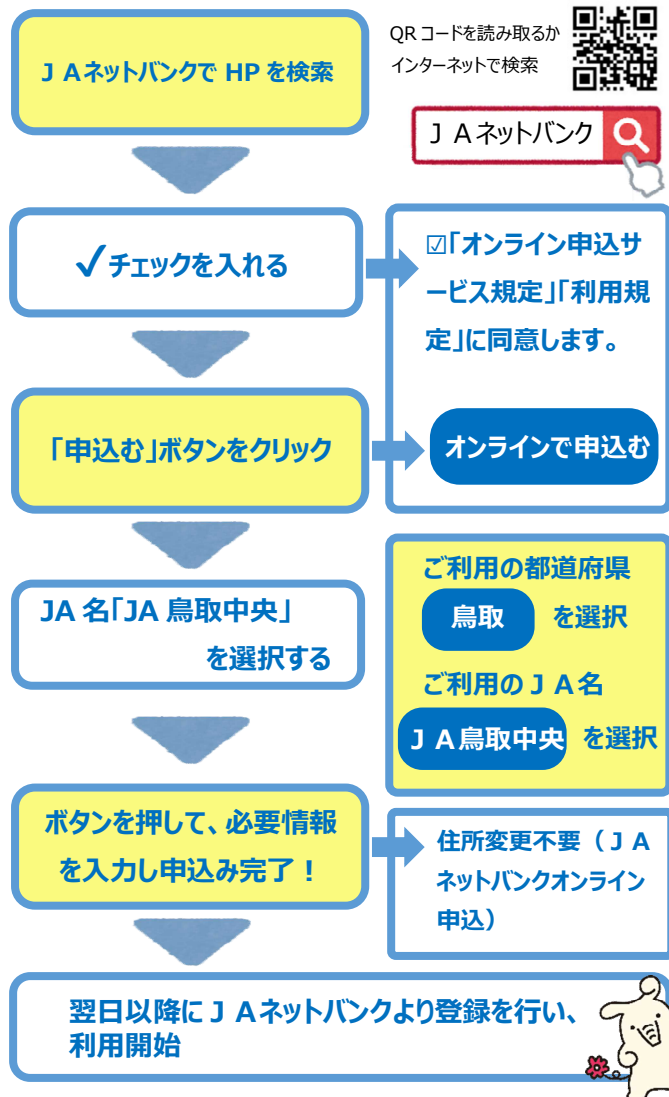 ＪＡネットバンクで HP を検索
QR コードを読み取るか
インターネットで検索
ＪＡネットバンク
✓チェックを入れる
☑「オンライン申込サ
ービス規定」「利用規
定」に同意します。
「申込む」ボタンをクリック
オンラインで申込む
JA 名「JA 鳥取中央」
を選択する
ご利用の都道府県
鳥取 を選択
ご利用のＪＡ名
ＪＡ鳥取中央 を選択
ボタンを押して、必要情報
を入力し申込み完了！
住所変更不要（ＪＡ
ネットバンクオンライン
申込）
翌日以降にＪＡネットバンクより登録を行い、
利用開始